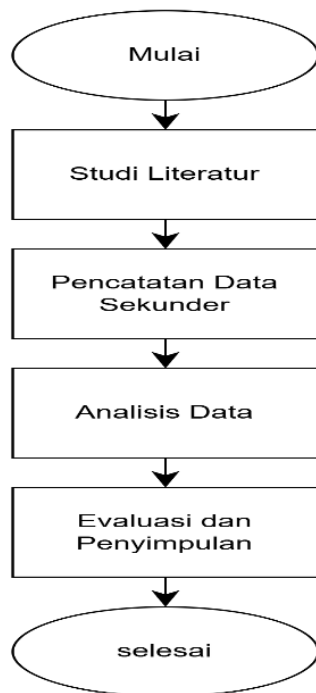 Mulai
Studi Literatur
Pencatatan Data
Sekunder
Analisis Data
Evaluasi dan
Penyimpulan
selesai